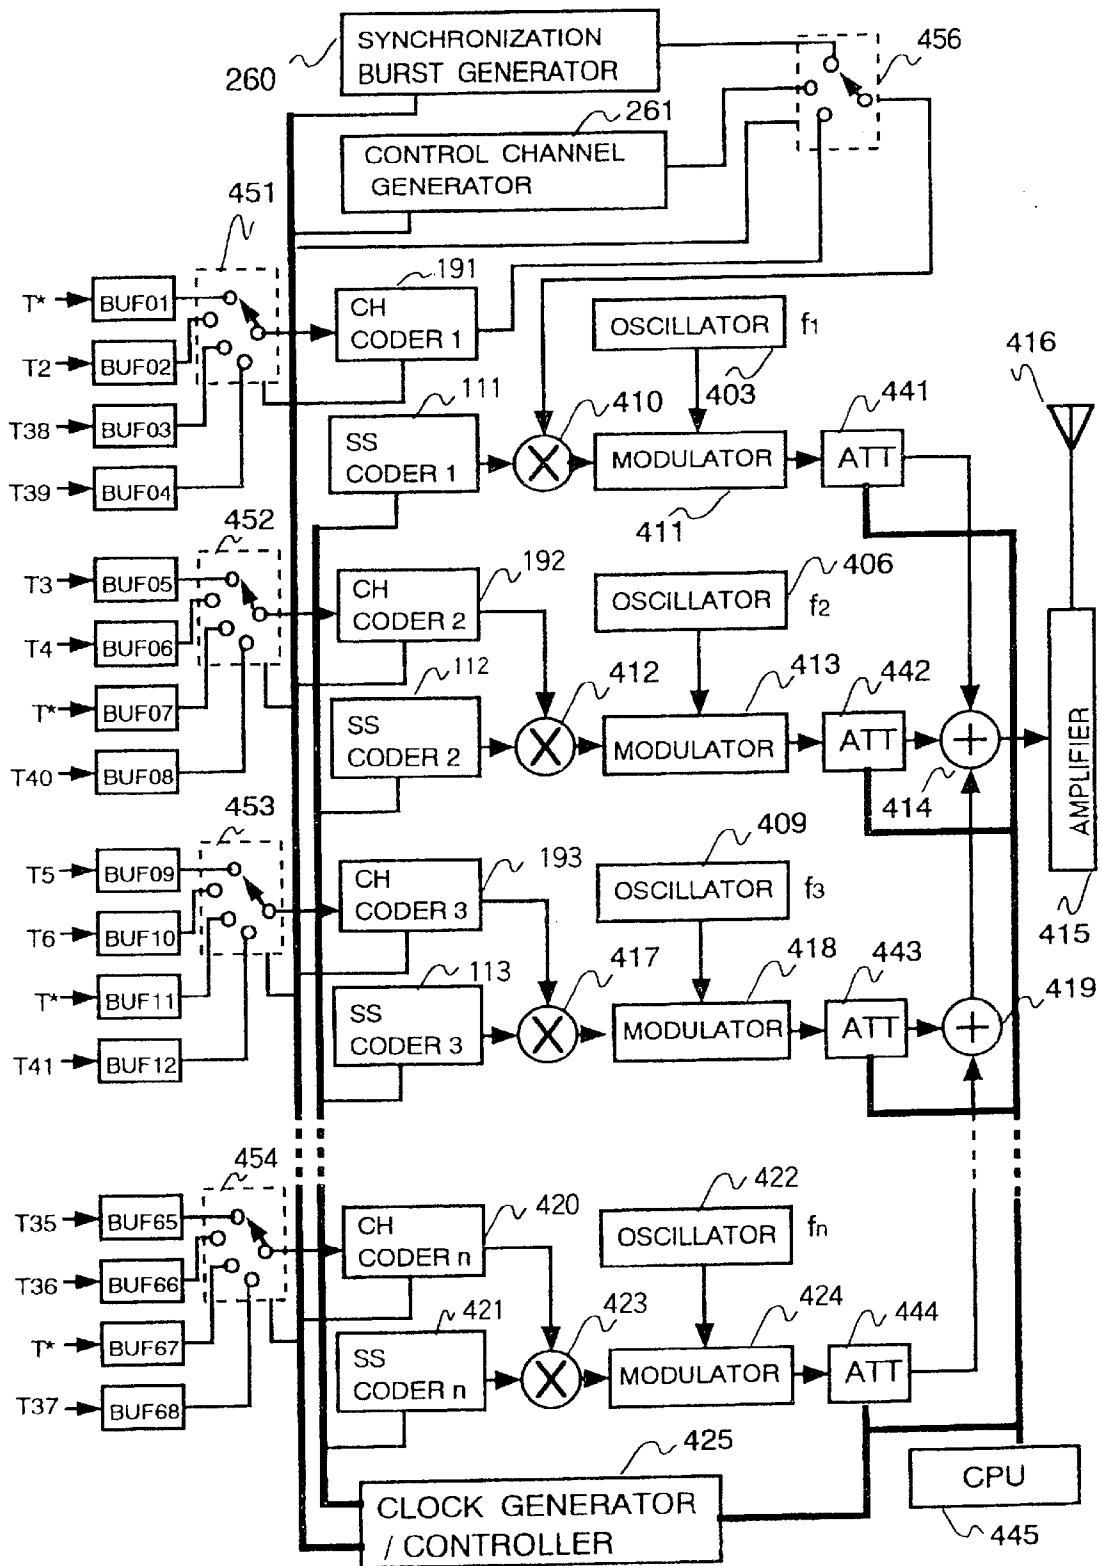 SYNCHRONIZATION
BURST GENERATOR
260
456
261
CONTROL CHANNEL
GENERATOR
451
191
T* BUF01
CH
CODER 1
OSCILLATOR f1
T2 BUF02
403
416
111
410
441
T38 BUF03
SS
CODER 1
MODULATOR
ATT
T39 BUF04
411
452
192
406
T3 BUF05
CH
CODER 2
OSCILLATOR f2
T4 BUF06
112
412
413
442
T* BUF07
SS
CODER 2
MODULATOR
ATT
T40 BUF08
414
AMPLIFIER
453
409
193
T5 BUF09
CH
CODER 3
OSCILLATOR f3
415
T6 BUF10
113
417
418
443
419
T* BUF11
SS
CODER 3
MODULATOR
ATT
T41 BUF12
454
420
422
T35 BUF65
CH
CODER n
OSCILLATOR fn
T36 BUF66
421
423
424
444
T* BUF67
SS
CODER n
MODULATOR
ATT
T37 BUF68
425
CLOCK GENERATOR
/ CONTROLLER
CPU
445